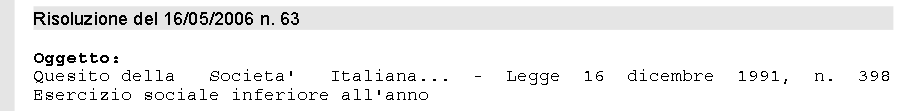 Risoluzione del 16/05/2006 n. 63
Oggetto:
Quesito della Societa' Italiana... - Legge 16 dicembre 1991, n. 398
Esercizio sociale inferiore all'anno